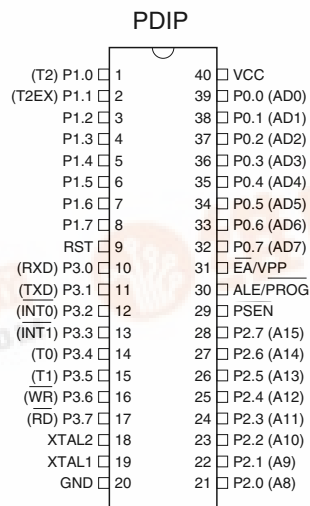 PDIP
(T2) P1.0 1 40 VCC
(T2EX) P1.1 2 39 P0.0 (AD0)
P1.2 3 38 P0.1 (AD1)
P1.3 4 37 P0.2 (AD2)
P1.4 5 36 P0.3 (AD3)
P1.5 6 35 P0.4 (AD4)
P1.6 7 34 P0.5 (AD5)
P1.7 8 33 P0.6 (AD6)
RST 9 32 P0.7 (AD7)
(RXD) P3.0 10 31 EA/VPP
(TXD) P3.1 11 30 ALE/PROG
(INT0) P3.2 12 29 PSEN
(INT1) P3.3 13 28 P2.7 (A15)
(T0) P3.4 14 27 P2.6 (A14)
(T1) P3.5 15 26 P2.5 (A13)
(WR) P3.6 16 25 P2.4 (A12)
(RD) P3.7 17 24 P2.3 (A11)
XTAL2 18 23 P2.2 (A10)
XTAL1 19 22 P2.1 (A9)
GND 20 21 P2.0 (A8)